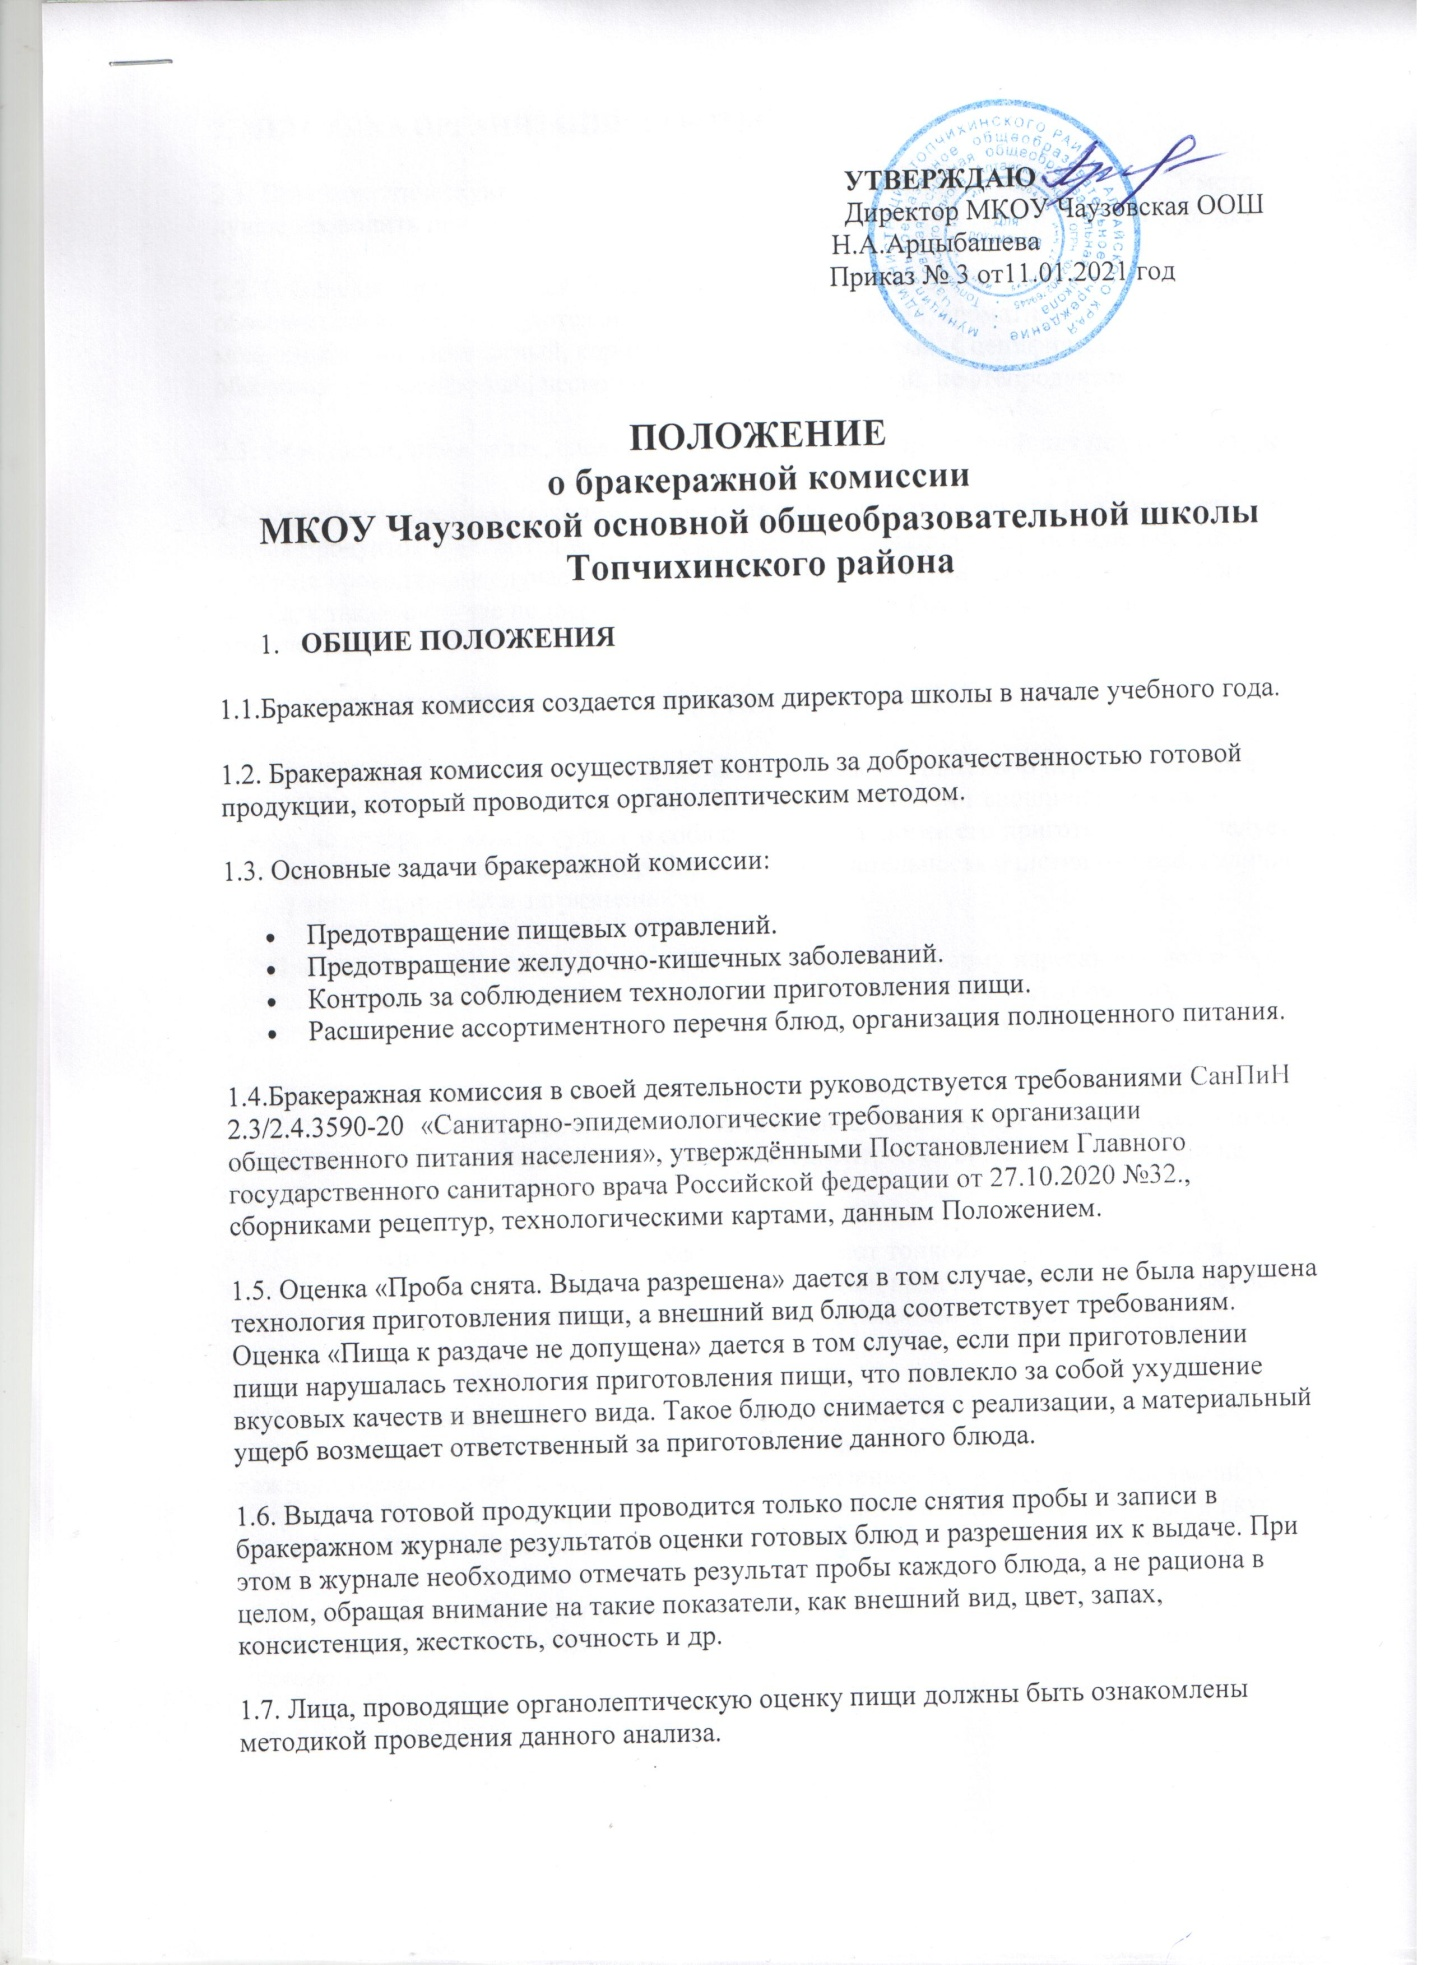 УТВЕРЖДАЮ
Директор МКОУ Чаузовская ООШ
Н.А.Арцыбашева
Приказ № 3 от11.01.2021 год
ПОЛОЖЕНИЕ
о бракеражной комиссии
МКОУ Чаузовской основной общеобразовательной школы
Топчихинского района
1. ОБЩИЕ ПОЛОЖЕНИЯ
1.1.Бракеражная комиссия создается приказом директора школы в начале учебного года.
1.2. Бракеражная комиссия осуществляет контроль за доброкачественностью готовой
продукции, который проводится органолептическим методом.
1.3. Основные задачи бракеражной комиссии:
• Предотвращение пищевых отравлений.
• Предотвращение желудочно-кишечных заболеваний.
• Контроль за соблюдением технологии приготовления пищи.
• Расширение ассортиментного перечня блюд, организация полноценного питания.
1.4.Бракеражная комиссия в своей деятельности руководствуется требованиями СанПиН
2.3/2.4.3590-20 «Санитарно-эпидемиологические требования к организации
общественного питания населения», утверждёнными Постановлением Главного
государственного санитарного врача Российской федерации от 27.10.2020 №32.,
сборниками рецептур, технологическими картами, данным Положением.
1.5. Оценка «Проба снята. Выдача разрешена» дается в том случае, если не была нарушена
технология приготовления пищи, а внешний вид блюда соответствует требованиям.
Оценка «Пища к раздаче не допущена» дается в том случае, если при приготовлении
пищи нарушалась технология приготовления пищи, что повлекло за собой ухудшение
вкусовых качеств и внешнего вида. Такое блюдо снимается с реализации, а материальный
ущерб возмещает ответственный за приготовление данного блюда.
1.6. Выдача готовой продукции проводится только после снятия пробы и записи в
бракеражном журнале результатов оценки готовых блюд и разрешения их к выдаче. При
этом в журнале необходимо отмечать результат пробы каждого блюда, а не рациона в
целом, обращая внимание на такие показатели, как внешний вид, цвет, запах,
консистенция, жесткость, сочность и др.
1.7. Лица, проводящие органолептическую оценку пищи должны быть ознакомлены
методикой проведения данного анализа.